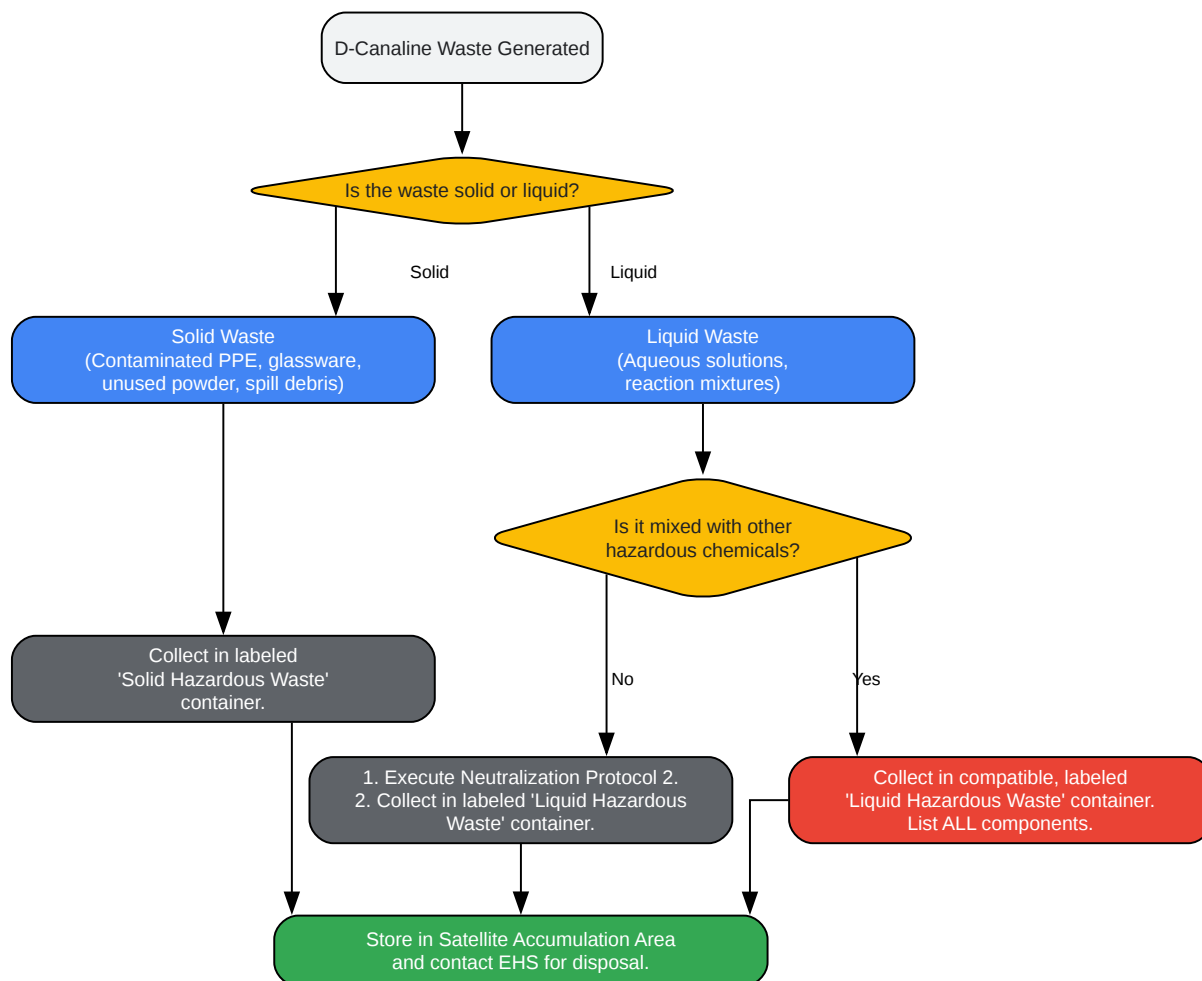 D-Canaline Waste Generated
Is the waste solid or liquid?
Solid
Liquid
Solid Waste
(Contaminated PPE, glassware,
unused powder, spill debris)
Liquid Waste
(Aqueous solutions,
reaction mixtures)
Is it mixed with other
hazardous chemicals?
Collect in labeled
'Solid Hazardous Waste'
container.
No
Yes
1. Execute Neutralization Protocol 2.
2. Collect in labeled 'Liquid Hazardous
Waste' container.
Collect in compatible, labeled
'Liquid Hazardous Waste' container.
List ALL components.
Store in Satellite Accumulation Area
and contact EHS for disposal.